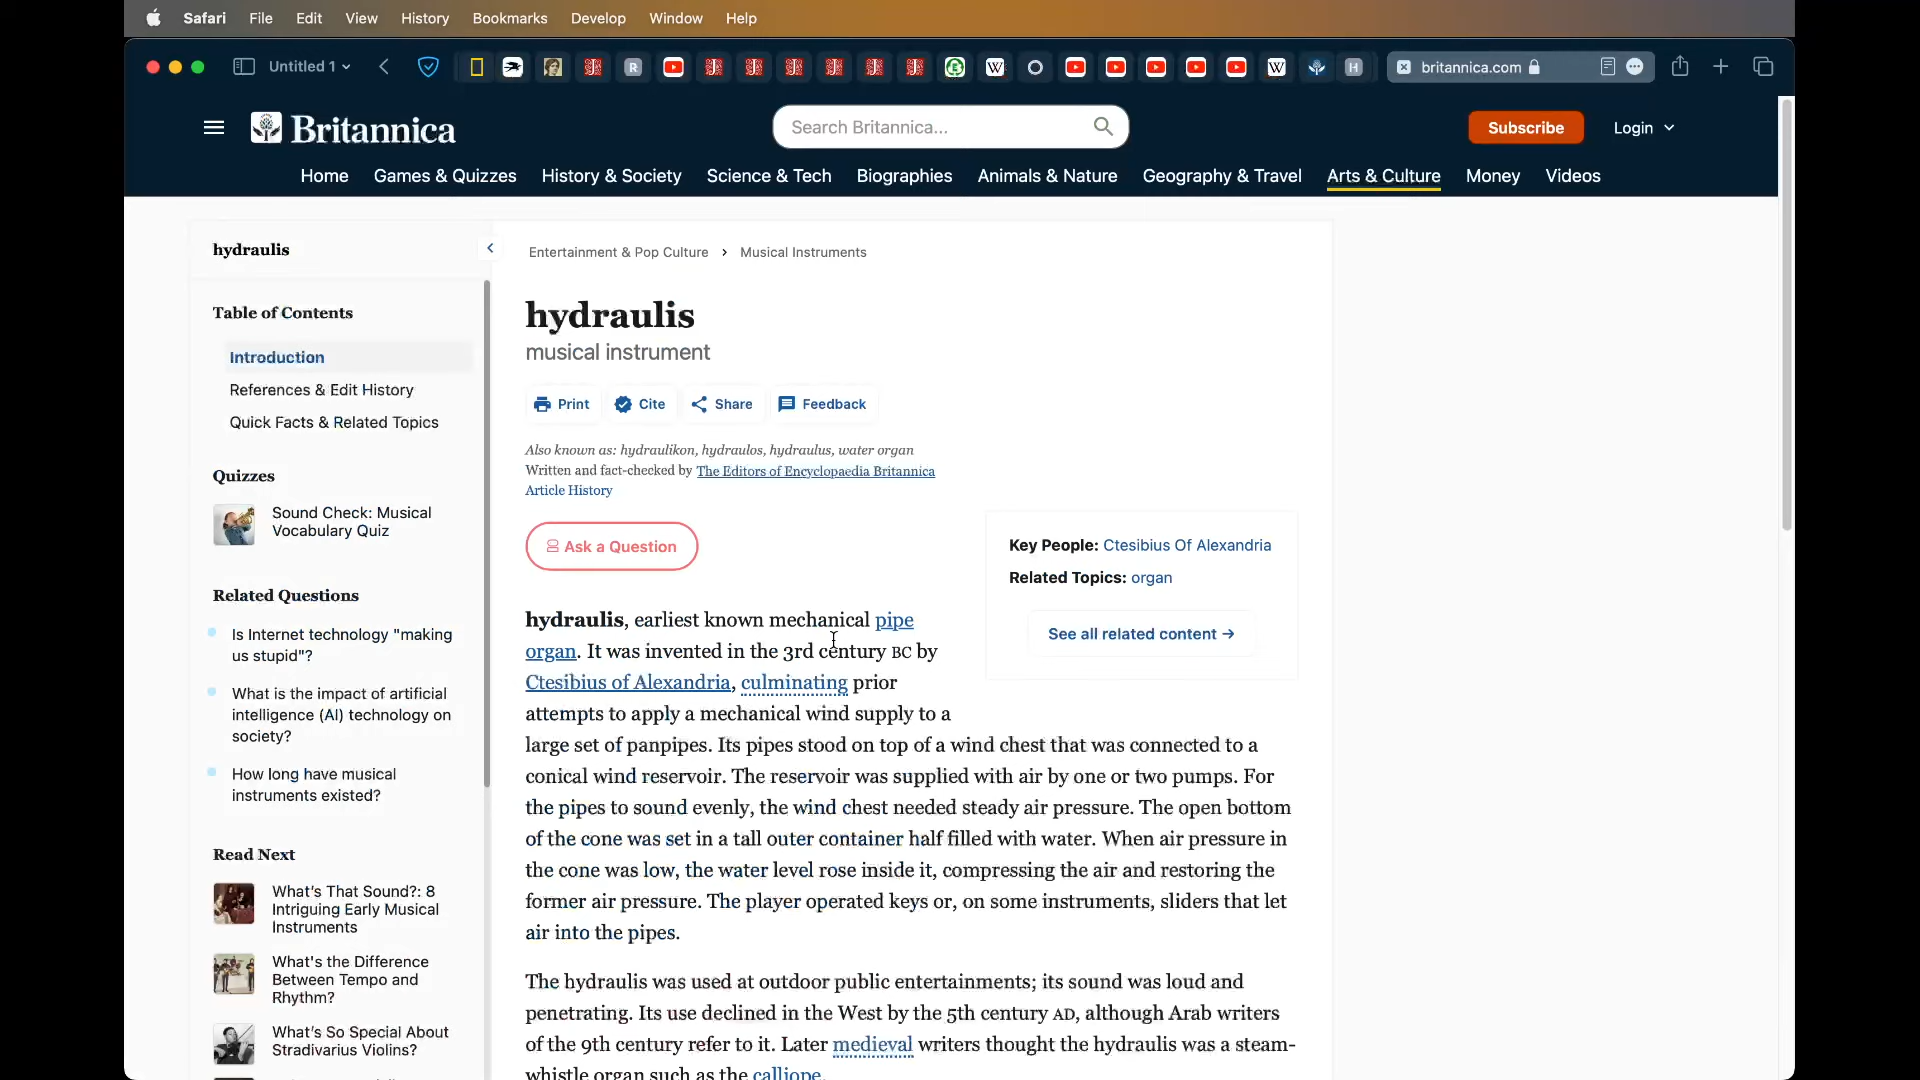 Safari File Edit View History Bookmarks Develop Window Help
Untitled 1
britannica.com
Britannica
Search Britannica...
Subscribe
Login
Home Games & Quizzes History & Society Science & Tech Biographies Animals & Nature Geography & Travel Arts & Culture Money Videos
hydraulis
Table of Contents
Introduction
References & Edit History
Quick Facts & Related Topics
Quizzes
Sound Check: Musical
Vocabulary Quiz
Related Questions
Is Internet technology "making
us stupid"?
What is the impact of artificial
intelligence (AI) technology on
society?
How long have musical
instruments existed?
Read Next
What's That Sound?: 8
Intriguing Early Musical
Instruments
What's the Difference
Between Tempo and
Rhythm?
What's So Special About
Stradivarius Violins?
Entertainment & Pop Culture › Musical Instruments
hydraulis
musical instrument
Print Cite Share Feedback
Also known as: hydraulikon, hydraulos, hydraulus, water organ
Written and fact-checked by The Editors of Encyclopaedia Britannica
Article History
Ask a Question
Key People: Ctesibius Of Alexandria
Related Topics: organ
See all related content →
hydraulis, earliest known mechanical pipe
organ. It was invented in the 3rd century BC by
Ctesibius of Alexandria, culminating prior
attempts to apply a mechanical wind supply to a
large set of panpipes. Its pipes stood on top of a wind chest that was connected to a
conical wind reservoir. The reservoir was supplied with air by one or two pumps. For
the pipes to sound evenly, the wind chest needed steady air pressure. The open bottom
of the cone was set in a tall outer container half filled with water. When air pressure in
the cone was low, the water level rose inside it, compressing the air and restoring the
former air pressure. The player operated keys or, on some instruments, sliders that let
air into the pipes.
The hydraulis was used at outdoor public entertainments; its sound was loud and
penetrating. Its use declined in the West by the 5th century AD, although Arab writers
of the 9th century refer to it. Later medieval writers thought the hydraulis was a steam-
whistle organ such as the calliope.